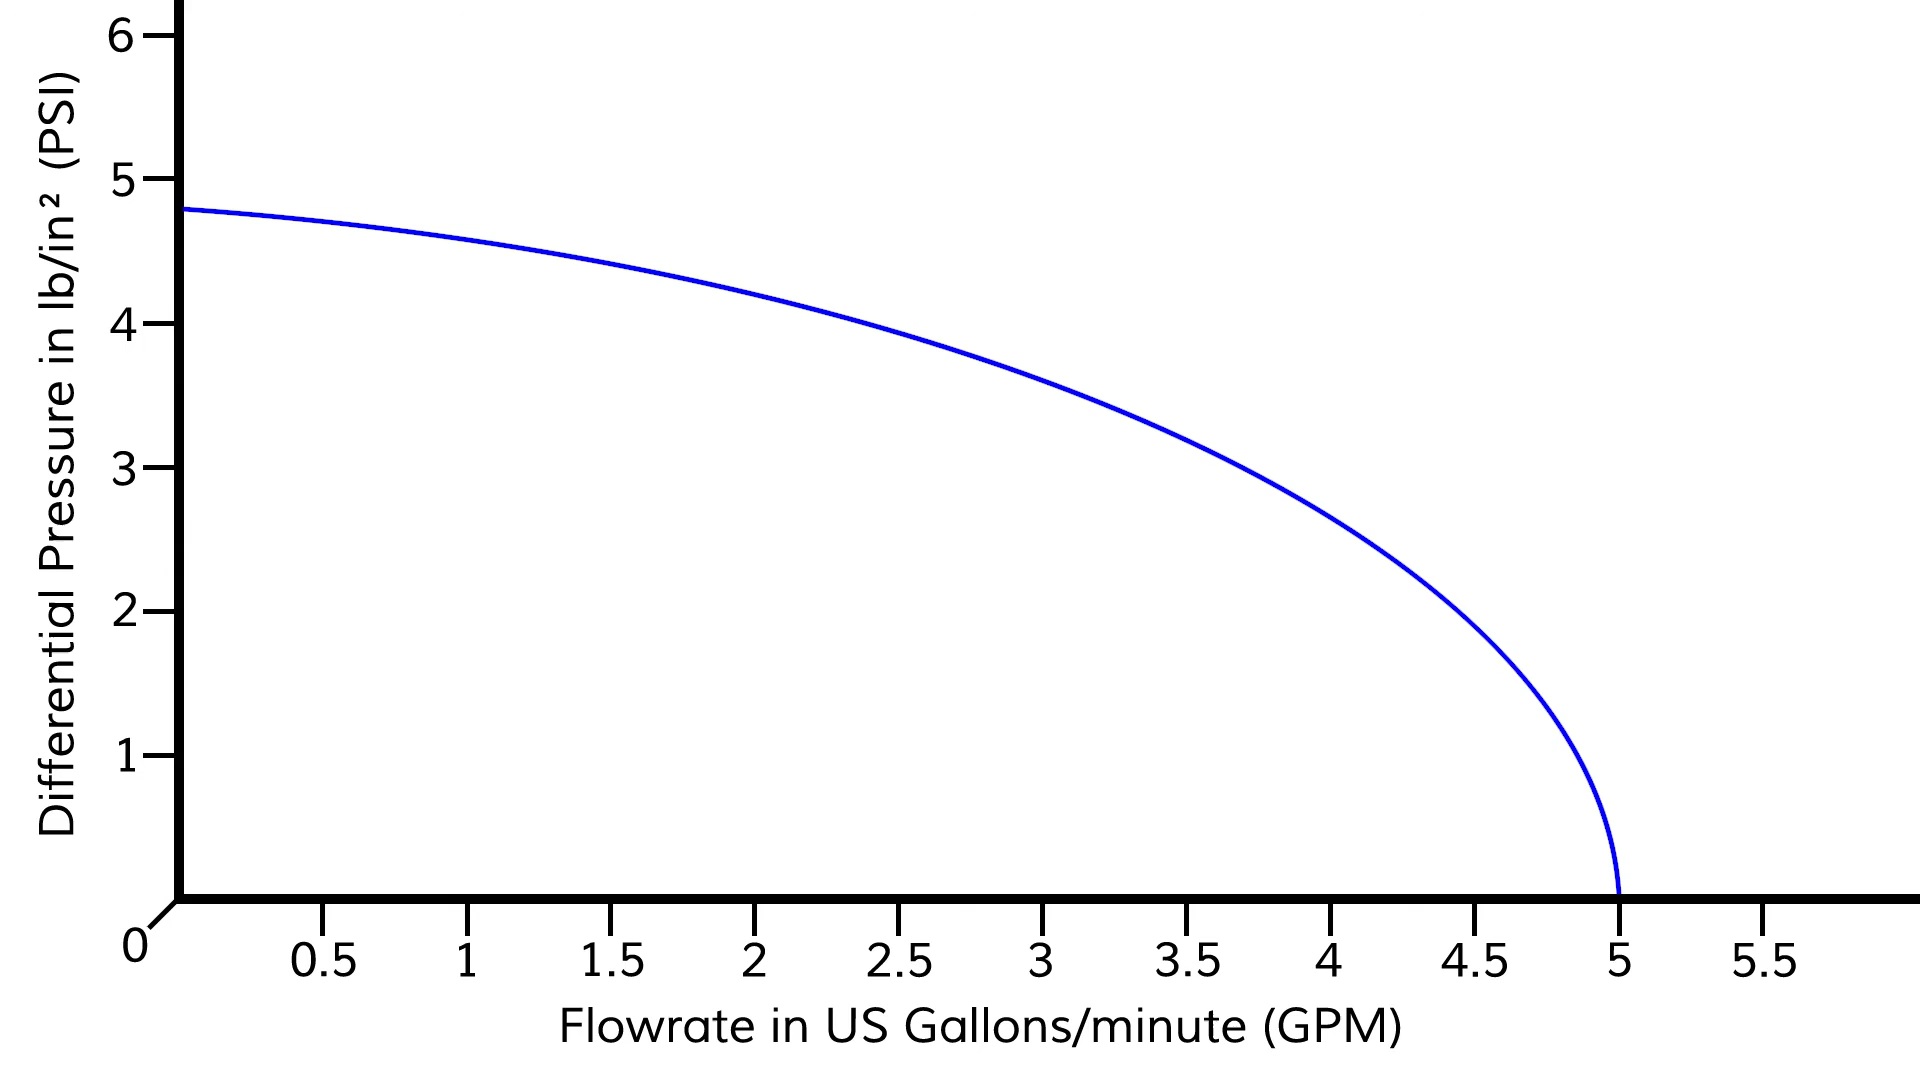 Differential Pressure in lb/in² (PSI)
6
5
4
3
2
1
0
0.5 1 1.5 2 2.5 3 3.5 4 4.5 5 5.5
Flowrate in US Gallons/minute (GPM)